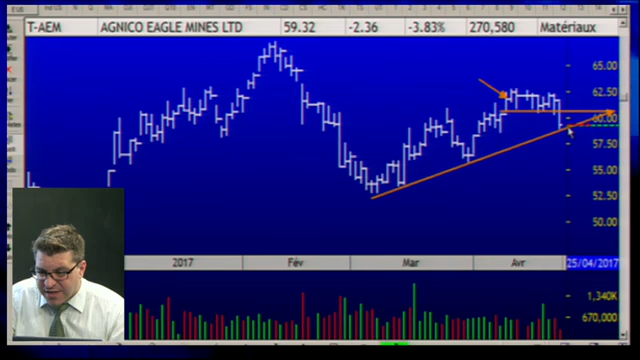 T-AEM AGNICO EAGLE MINES LTD 59.32 -2.36 -3.83% 270,580 Matériaux
65.00
62.50
60.00
57.50
55.00
52.50
50.00
2017 Fév Mar Avr 25/04/2017
1,340K
670,000